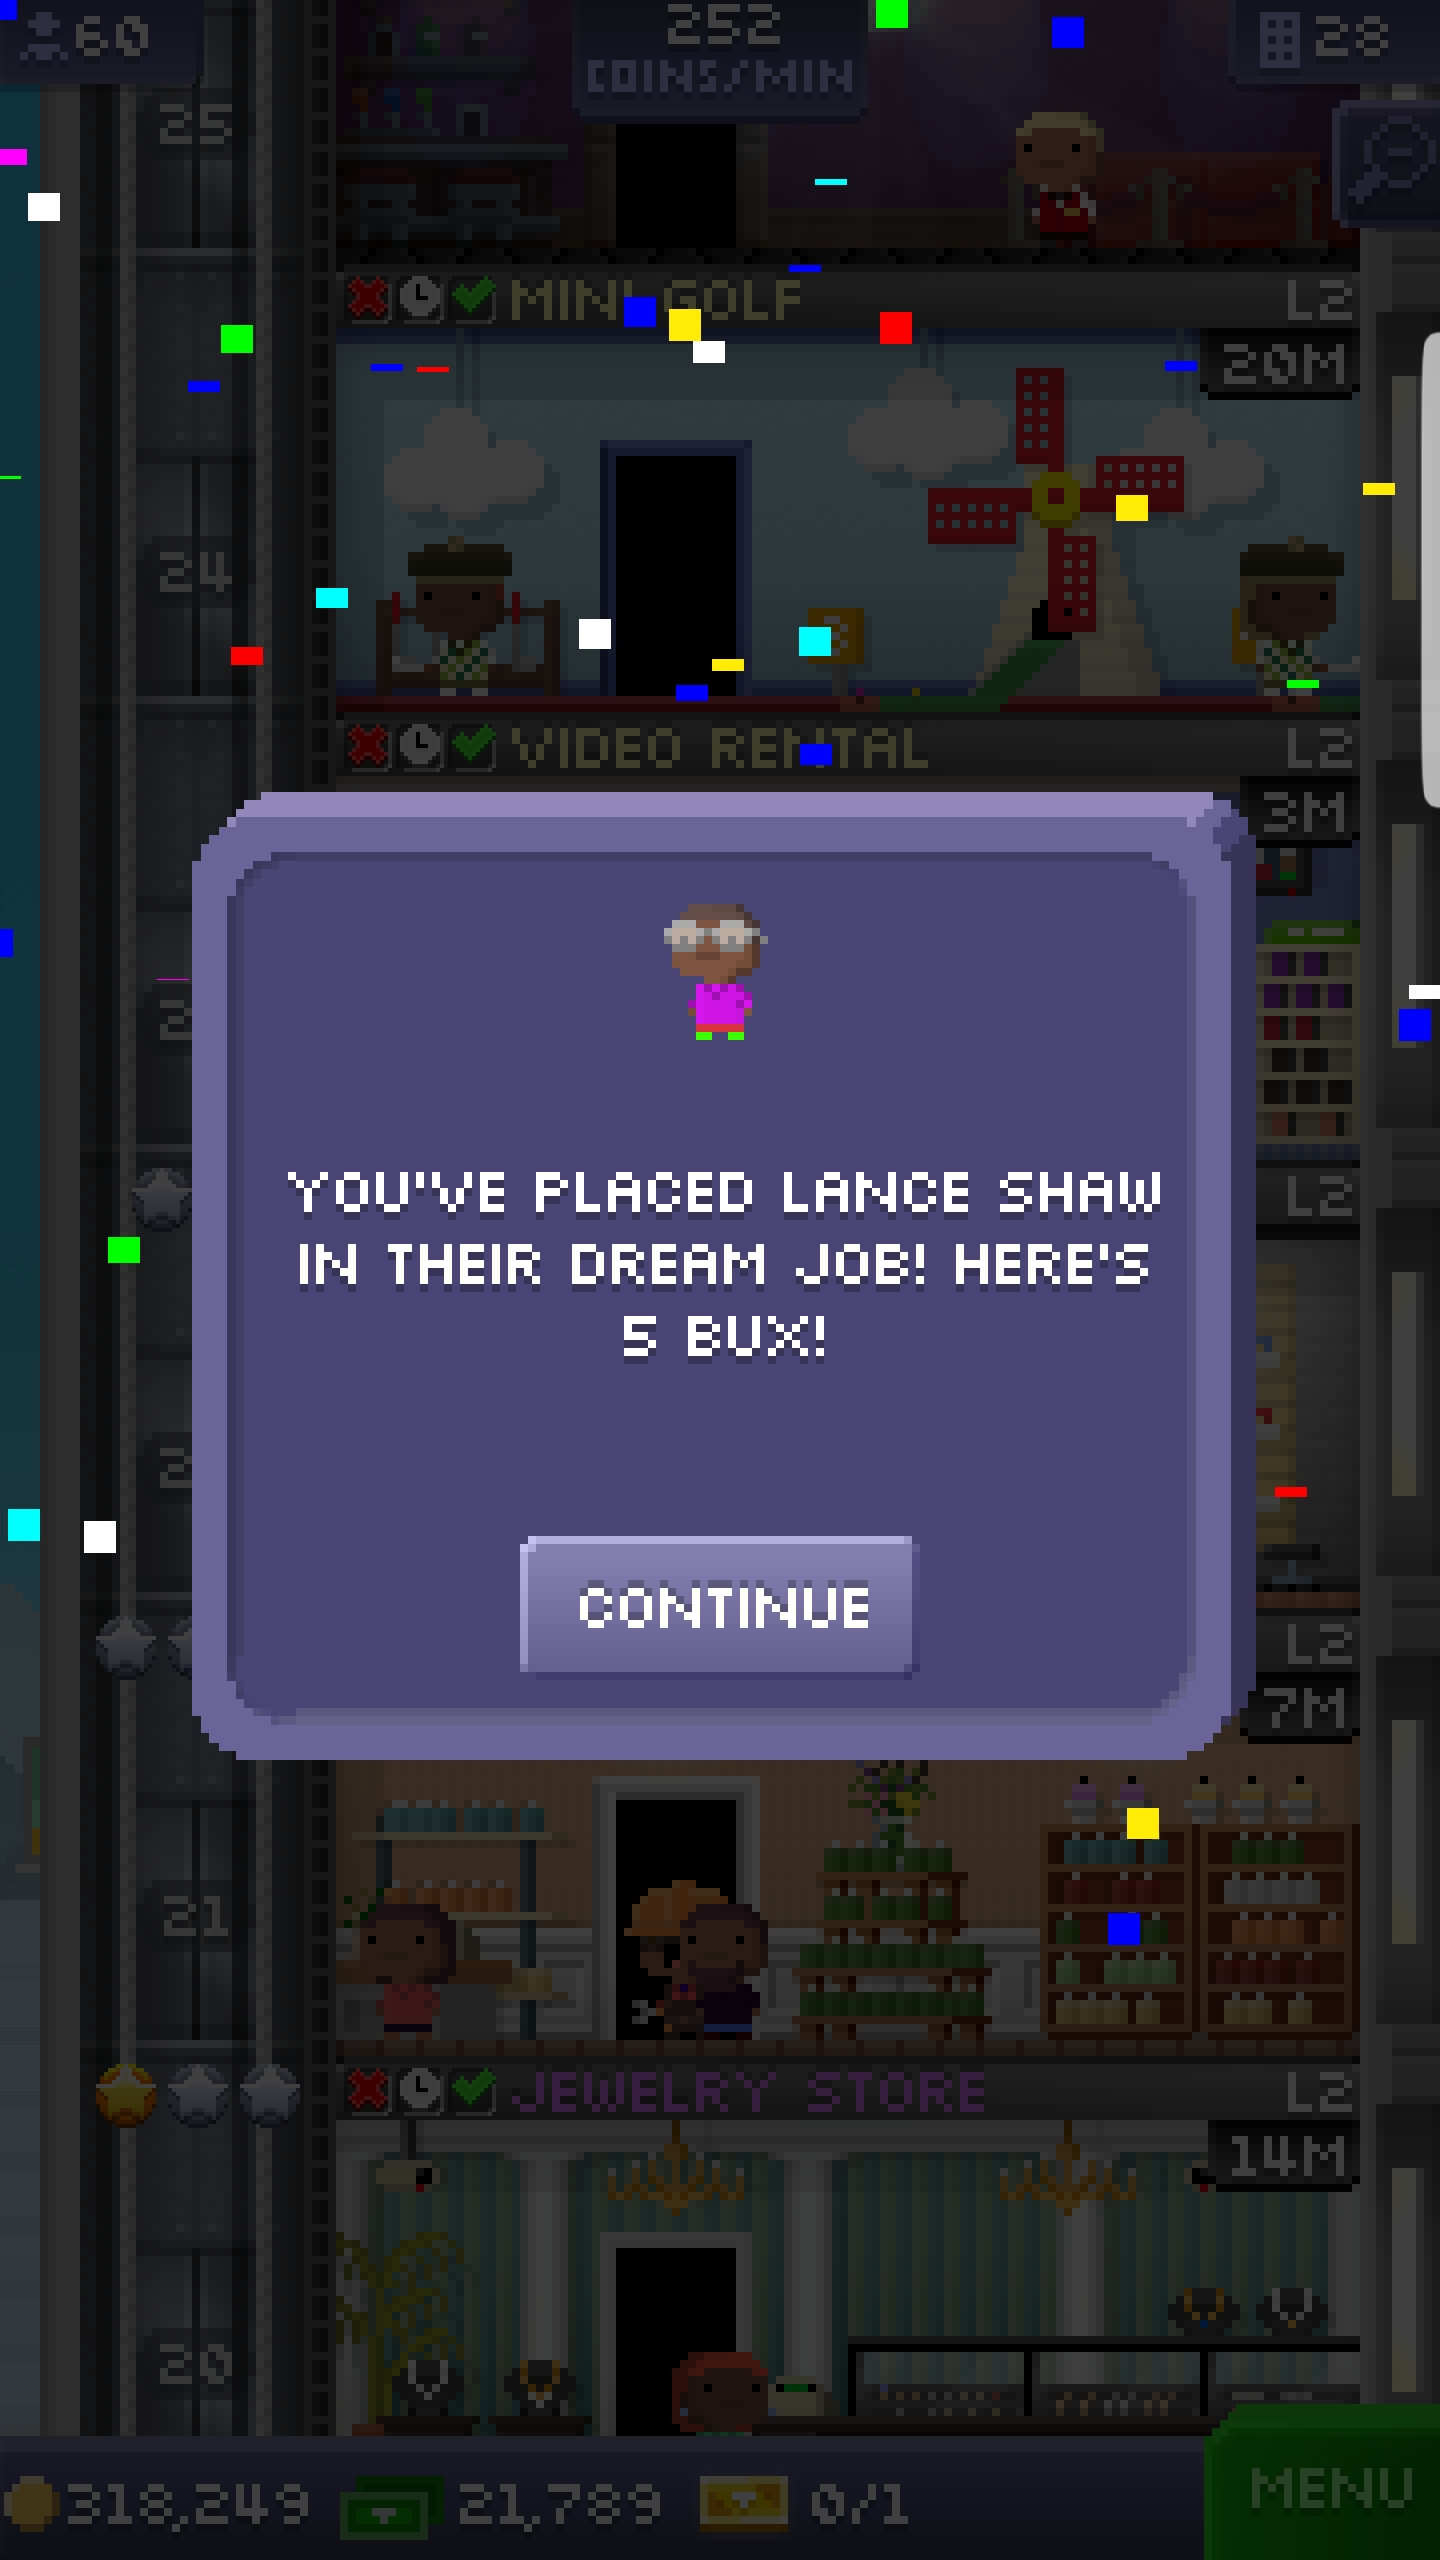 60
252
COINS/MIN
28
25
MINI GOLF
L2
20M
24
VIDEO RENTAL
L2
3M
L2
YOU'VE PLACED LANCE SHAW
IN THEIR DREAM JOB! HERE'S
5 BUX!
CONTINUE
L2
7M
21
JEWELRY STORE
L2
14M
20
318,249
21,789
0/1
MENU